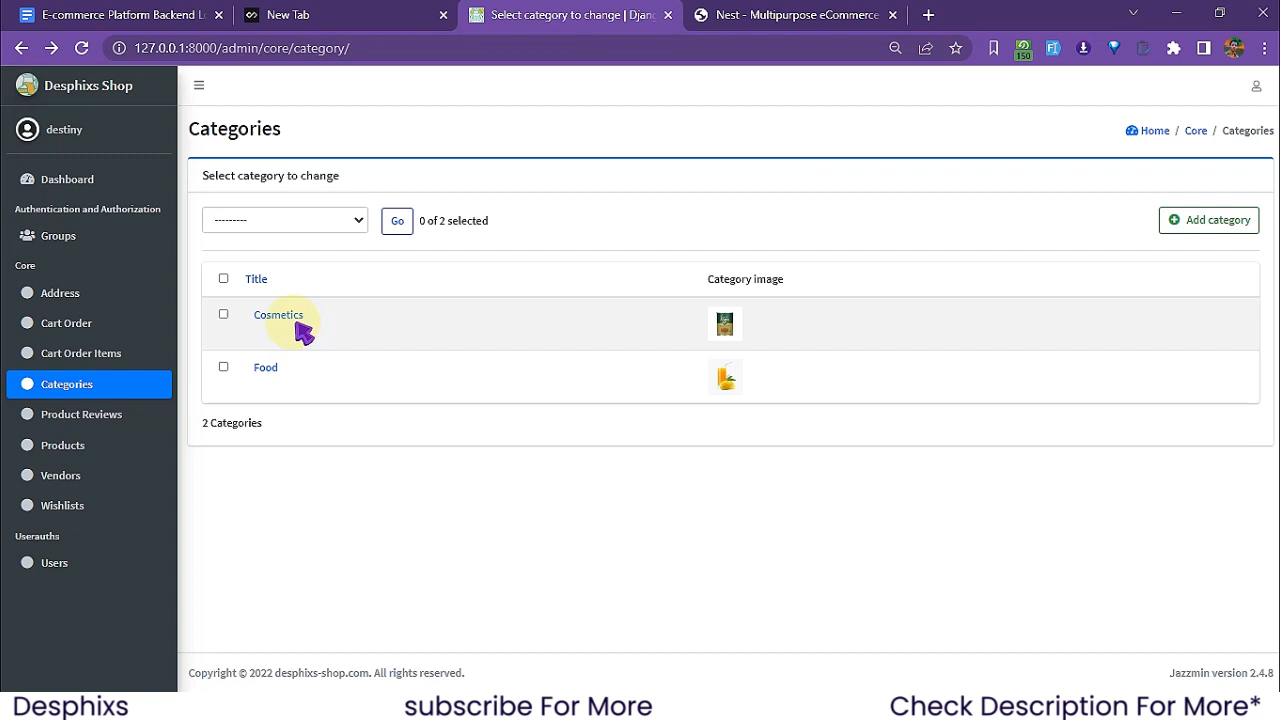 E-commerce Platform Backend Lo
New Tab
Select category to change | Djan
Nest - Multipurpose eCommerce
127.0.0.1:8000/admin/core/category/
150
Desphixs Shop
destiny
Dashboard
Authentication and Authorization
Groups
Core
Address
Cart Order
Cart Order Items
Categories
Product Reviews
Products
Vendors
Wishlists
Userauths
Users
Categories
Home / Core / Categories
Select category to change
---------
Go
0 of 2 selected
Add category
Title
Category image
Cosmetics
Food
2 Categories
Copyright © 2022 desphixs-shop.com. All rights reserved.
Jazzmin version 2.4.8
Desphixs
subscribe For More
Check Description For More*